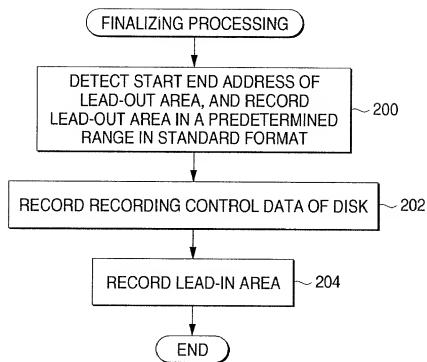 FINALIZING PROCESSING
DETECT START END ADDRESS OF
LEAD-OUT AREA, AND RECORD
LEAD-OUT AREA IN A PREDETERMINED
RANGE IN STANDARD FORMAT
200
RECORD RECORDING CONTROL DATA OF DISK
202
RECORD LEAD-IN AREA
204
END